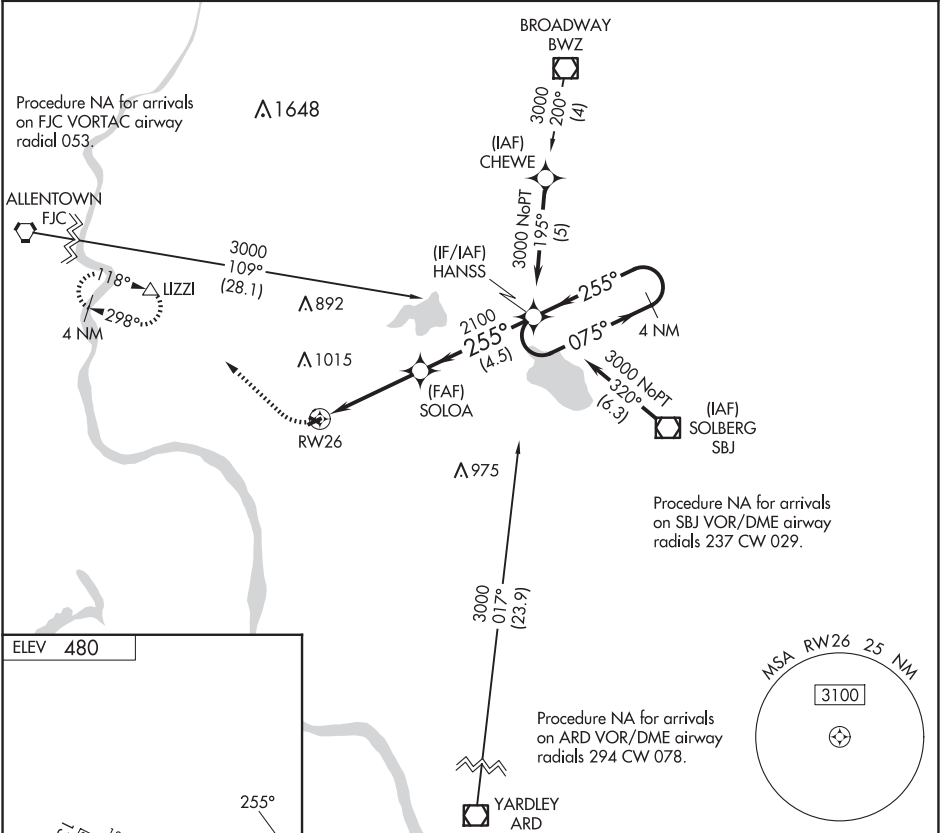 BROADWAY
BWZ
Procedure NA for arrivals
on FJC VORTAC airway
radial 053.
1648
3000
200°
(4)
(IAF)
CHEWE
ALLENTOWN
FJC
3000 NoPT
195°
(5)
3000
109°
(28.1)
(IF/IAF)
HANSS
118°
LIZZI
298°
4 NM
892
255°
075°
4 NM
2100
255°
(4.5)
1015
(FAF)
SOLOA
RW26
3000 NoPT
320°
(6.3)
(IAF)
SOLBERG
SBJ
975
Procedure NA for arrivals
on SBJ VOR/DME airway
radials 237 CW 029.
3000
017°
(23.9)
ELEV 480
MSA RW26 25 NM
3100
Procedure NA for arrivals
on ARD VOR/DME airway
radials 294 CW 078.
YARDLEY
ARD
255°